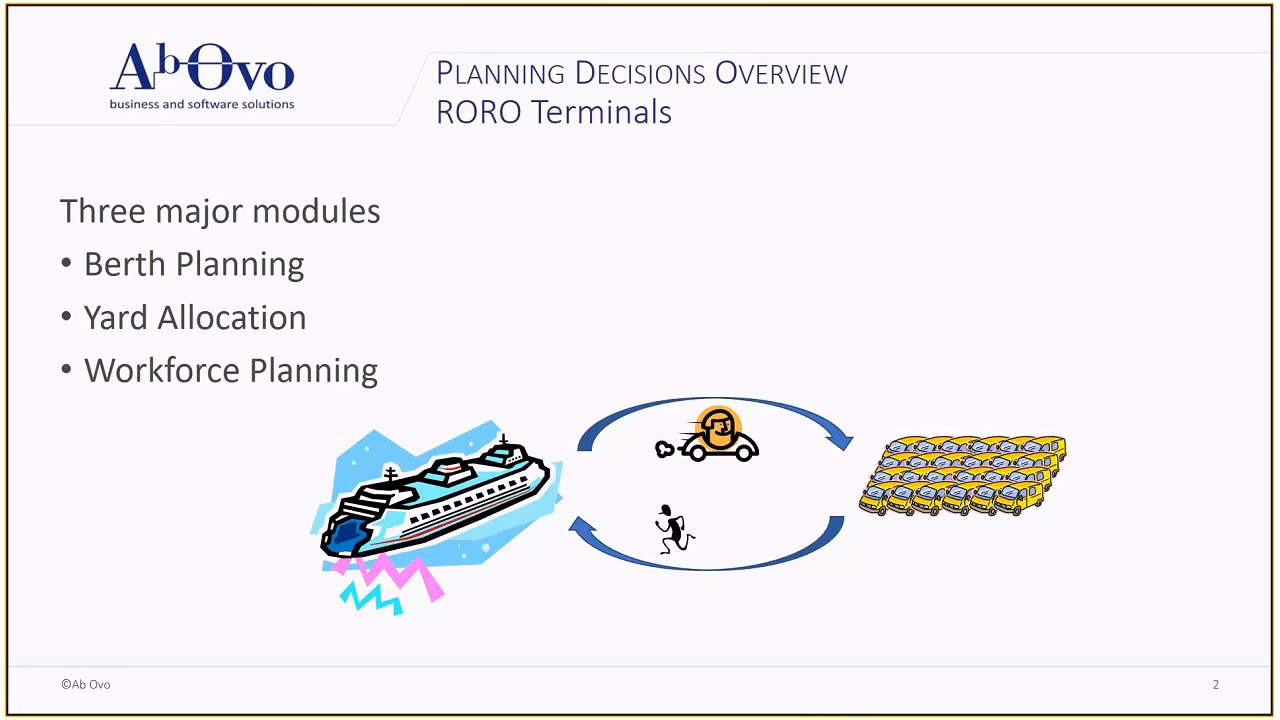 AbOvo
business and software solutions
PLANNING DECISIONS OVERVIEW
RORO Terminals
Three major modules
• Berth Planning
• Yard Allocation
• Workforce Planning
©Ab Ovo
2